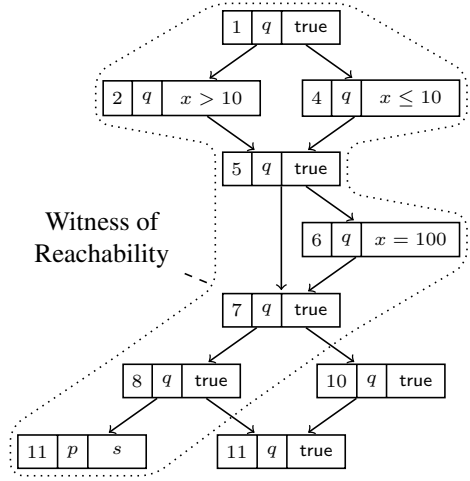 1 q true
2 q x > 10
4 q x ≤ 10
5 q true
Witness of
Reachability
6 q x = 100
7 q true
8 q true
10 q true
11 p s
11 q true